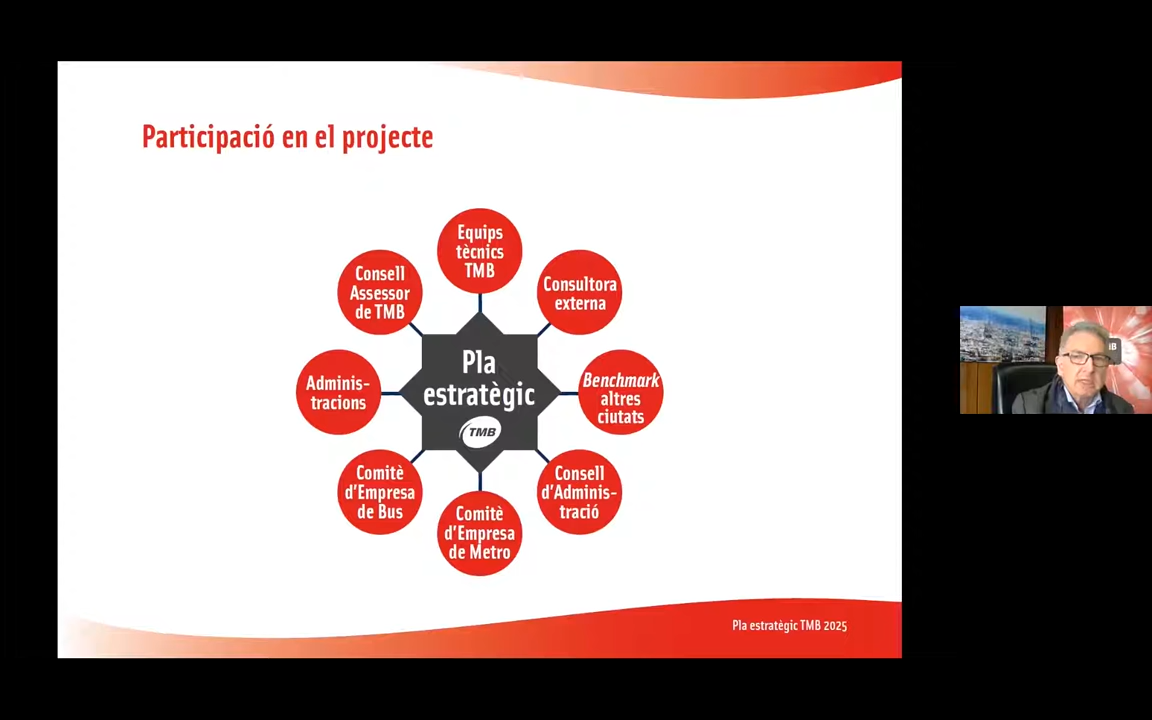 Participació en el projecte
Equips
tècnics
TMB
Consultora
externa
Benchmark
altres
ciutats
Consell
d'Adminis-
tració
Comitè
d'Empresa
de Metro
Comitè
d'Empresa
de Bus
Adminis-
tracions
Consell
Assessor
de TMB
Pla
estratègic
TMB
Pla estratègic TMB 2025